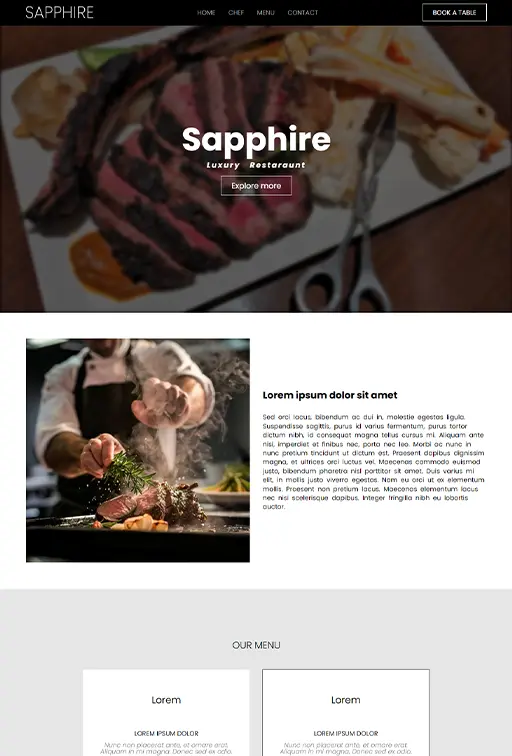 SAPPHIRE
HOME CHEF MENU CONTACT
BOOK A TABLE
Sapphire
Luxury Restaraunt
Explore more
Lorem ipsum dolor sit amet
Sed orci lacus, bibendum ac dui in, molestie egestas ligula.
Suspendisse sagittis, purus id varius fermentum, purus tortor
dictum nibh, id consequat magna tellus cursus mi. Aliquam ante
nisi, imperdiet et finibus nec, porta nec leo. Morbi ac nunc in
nunc pretium tincidunt ut dictum est. Praesent dapibus dignissim
magna, et ultrices orci luctus vel. Maecenas commodo euismod
justo, bibendum pharetra nisl porttitor sit amet. Duis varius mi
elit, in mollis justo viverra egestas. Nam eu orci ut ex elementum
mollis. Praesent non pretium lacus. Maecenas elementum lacus
nec nisi scelerisque dapibus. Integer fringilla nibh eu lobortis
auctor.
OUR MENU
Lorem
LOREM IPSUM DOLOR
Nunc non placerat ante, et ornare erat.
Aliquam in mi magna. Donec sed ex odio.
Lorem
LOREM IPSUM DOLOR
Nunc non placerat ante, et ornare erat.
Aliquam in mi magna. Donec sed ex odio.